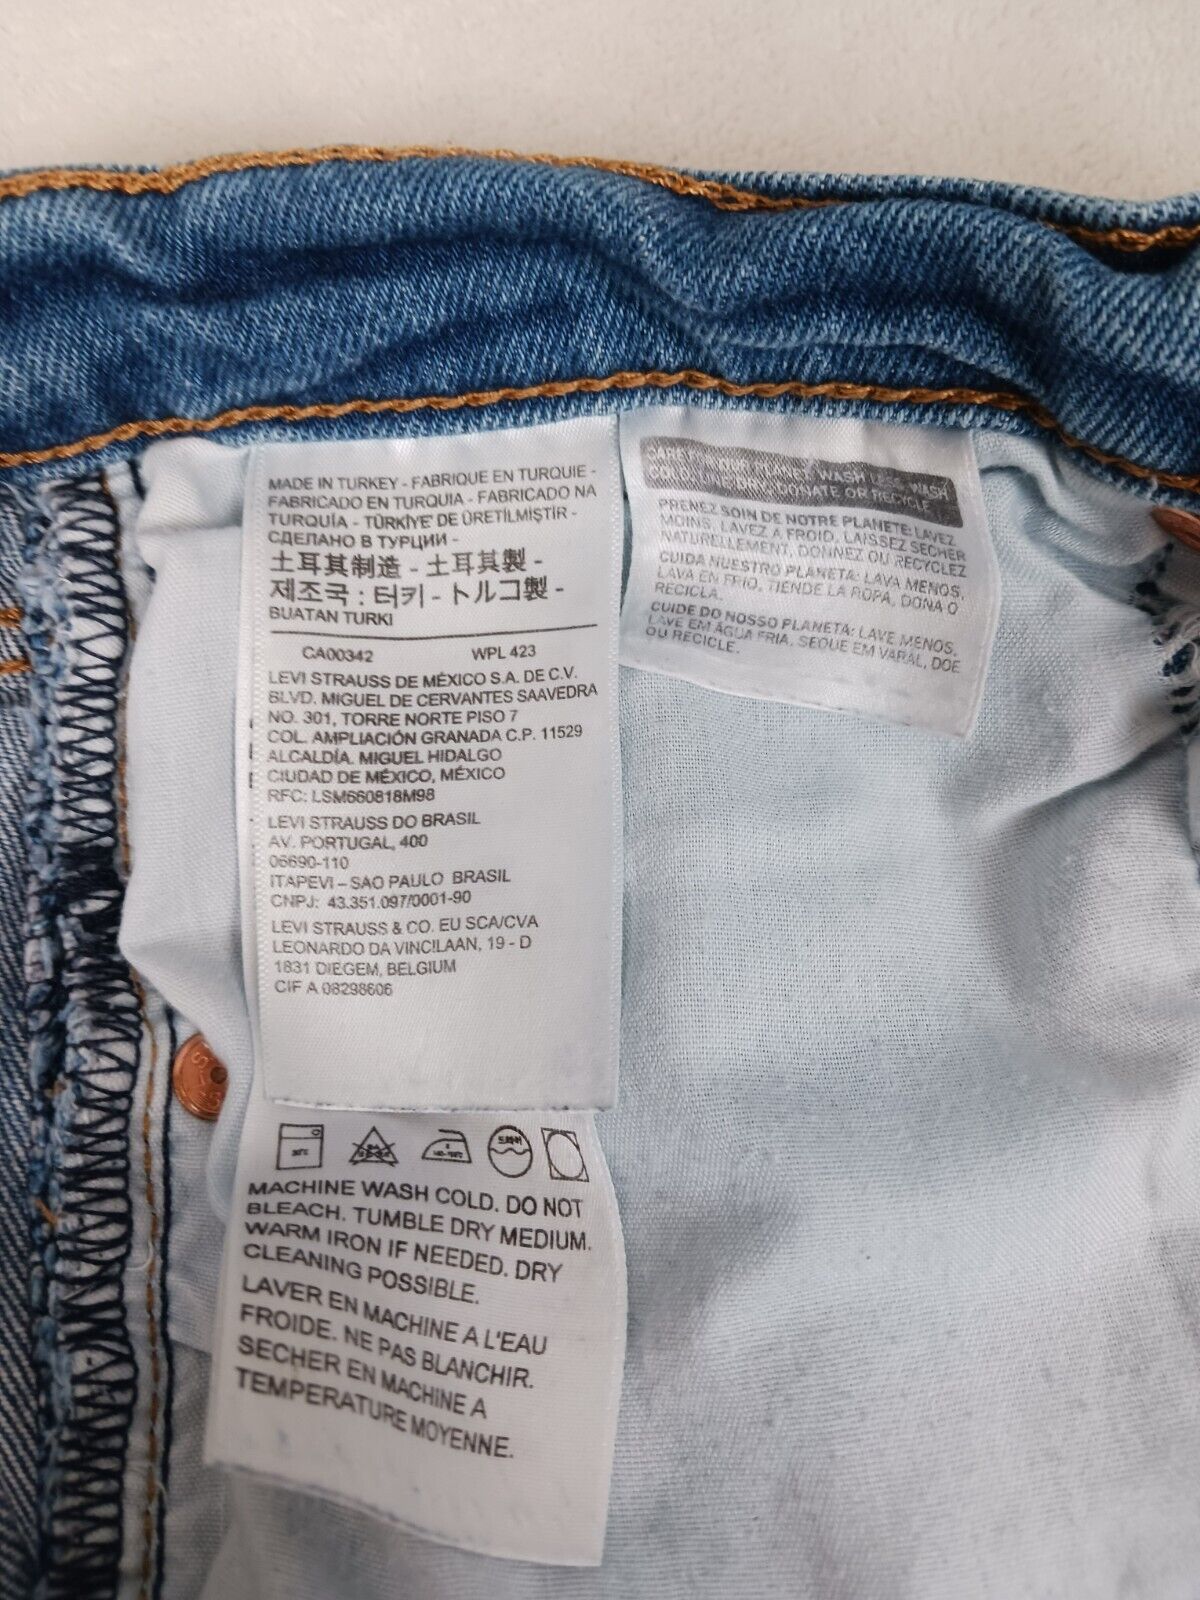 MADE IN TURKEY - FABRIQUE EN TURQUIE -
FABRICADO EN TURQUIA - FABRICADO NA
TURQUÍA - TÜRKİYE'DE ÜRETİLMİŞTİR -
СДЕЛАНО В ТУРЦИИ -
土耳其制造 - 土耳其製 -
제조국 : 터키 - トルコ製 -
BUATAN TURKI
CA00342 WPL 423
LEVI STRAUSS DE MÉXICO S.A. DE C.V.
BLVD. MIGUEL DE CERVANTES SAAVEDRA
NO. 301, TORRE NORTE PISO 7
COL. AMPLIACIÓN GRANADA C.P. 11529
ALCALDÍA. MIGUEL HIDALGO
CIUDAD DE MÉXICO, MÉXICO
RFC: LSM660818M98
LEVI STRAUSS DO BRASIL
AV. PORTUGAL, 400
06690-110
ITAPEVI – SAO PAULO BRASIL
CNPJ: 43.351.097/0001-90
LEVI STRAUSS & CO. EU SCA/CVA
LEONARDO DA VINCILAAN, 19 - D
1831 DIEGEM, BELGIUM
CIF A 08298606
CARE FOR OUR PLANET: WASH LESS, WASH
COLD, LINE DRY, DONATE OR RECYCLE
PRENEZ SOIN DE NOTRE PLANETE: LAVEZ
MOINS, LAVEZ A FROID, LAISSEZ SECHER
NATURELLEMENT, DONNEZ OU RECYCLEZ
CUIDA NUESTRO PLANETA: LAVA MENOS,
LAVA EN FRIO, TIENDE LA ROPA, DONA O
RECICLA.
CUIDE DO NOSSO PLANETA: LAVE MENOS,
LAVE EM ÁGUA FRIA, SEQUE EM VARAL, DOE
OU RECICLE.
MACHINE WASH COLD. DO NOT
BLEACH. TUMBLE DRY MEDIUM.
WARM IRON IF NEEDED. DRY
CLEANING POSSIBLE.
LAVER EN MACHINE A L'EAU
FROIDE. NE PAS BLANCHIR.
SECHER EN MACHINE A
TEMPERATURE MOYENNE.